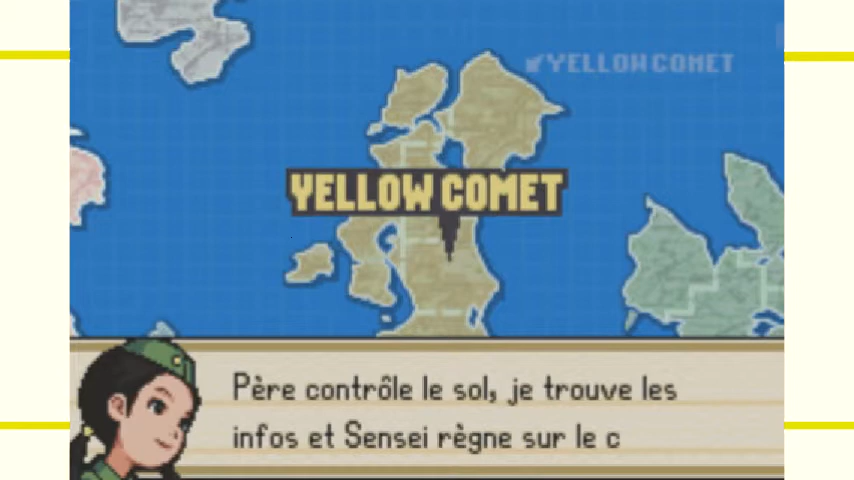 YELLOW COMET
YELLOW COMET
Père contrôle le sol, je trouve les
infos et Sensei règne sur le c